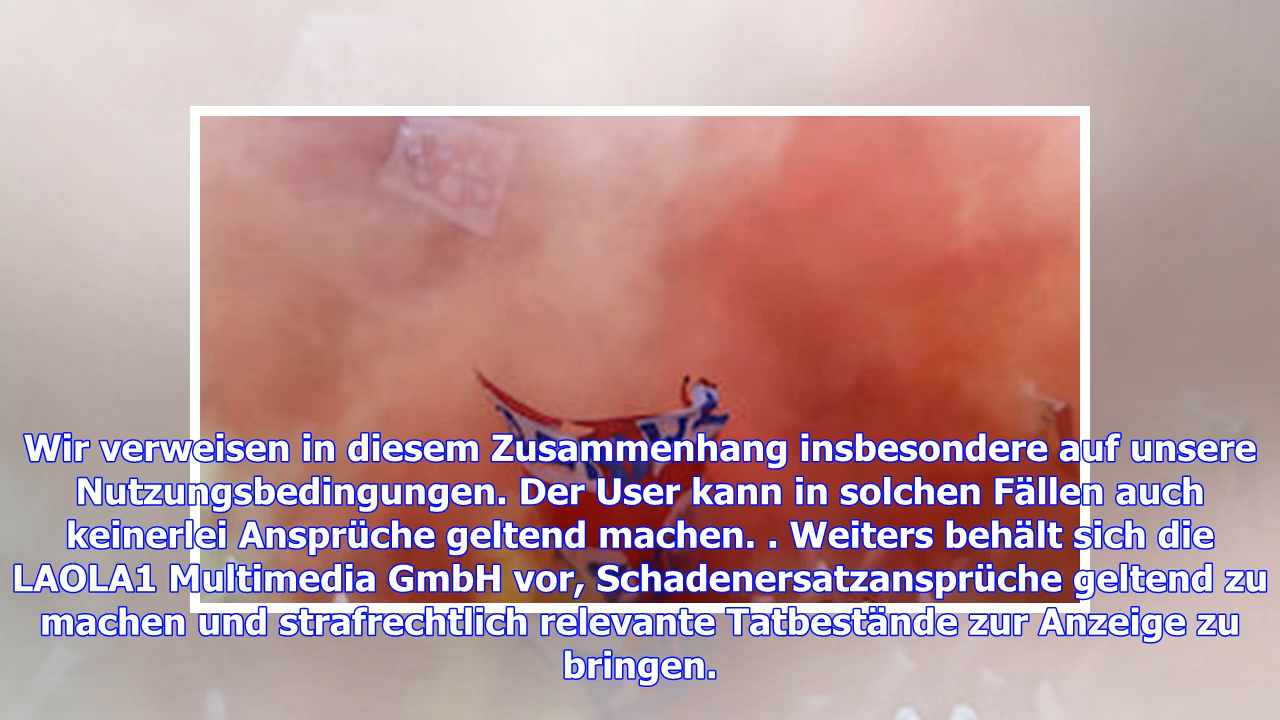 Wir verweisen in diesem Zusammenhang insbesondere auf unsere
Nutzungsbedingungen. Der User kann in solchen Fällen auch
keinerlei Ansprüche geltend machen. . Weiters behält sich die
LAOLA1 Multimedia GmbH vor, Schadenersatzansprüche geltend zu
machen und strafrechtlich relevante Tatbestände zur Anzeige zu
bringen.